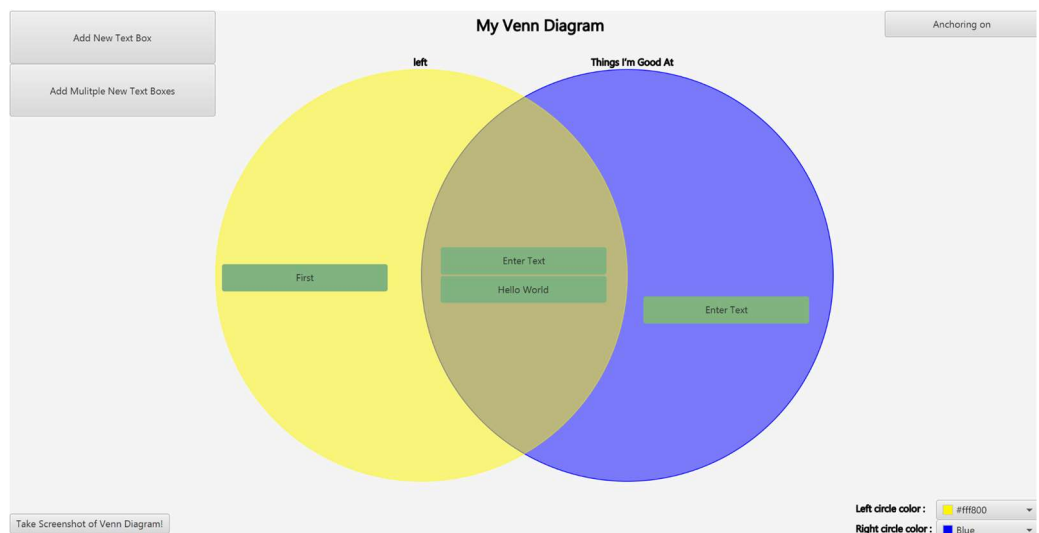 Add New Text Box
My Venn Diagram
Anchoring on
Add Mulitple New Text Boxes
left
Things I'm Good At
First
Enter Text
Hello World
Enter Text
Take Screenshot of Venn Diagram!
Left circle color :
#fff800
Right circle color :
Blue